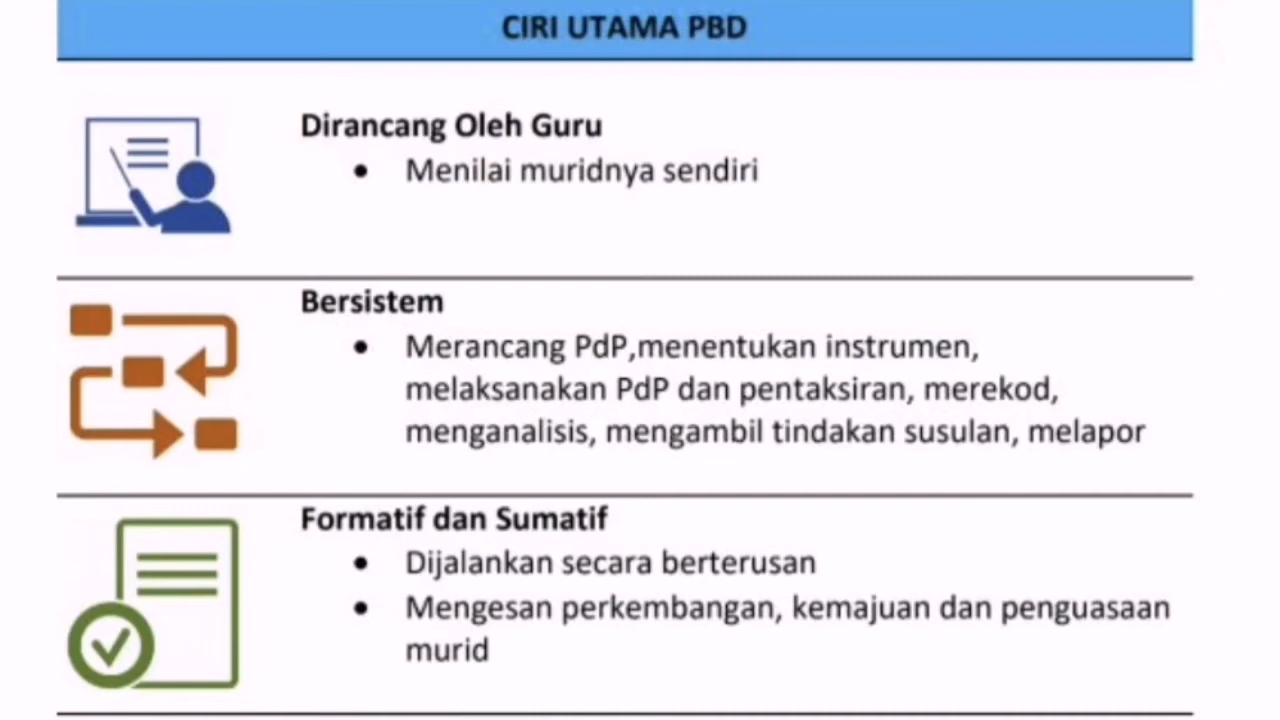 CIRI UTAMA PBD
Dirancang Oleh Guru
• Menilai muridnya sendiri
Bersistem
• Merancang PdP,menentukan instrumen,
melaksanakan PdP dan pentaksiran, merekod,
menganalisis, mengambil tindakan susulan, melapor
Formatif dan Sumatif
• Dijalankan secara berterusan
• Mengesan perkembangan, kemajuan dan penguasaan
murid